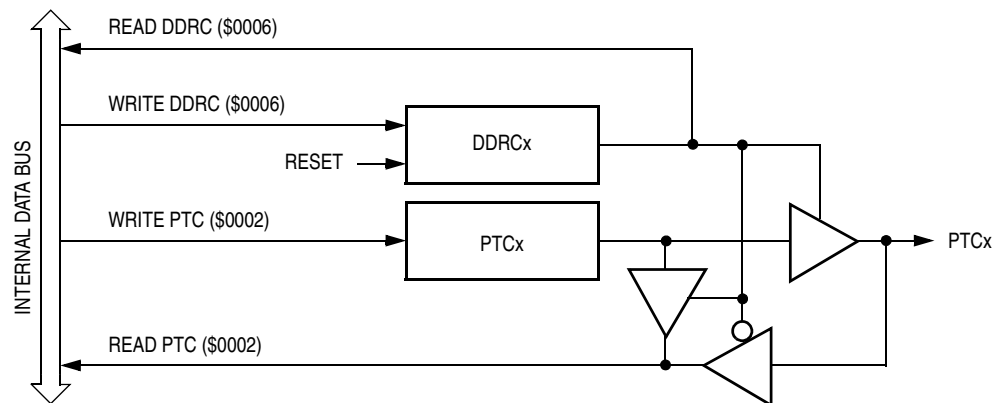 READ DDRC ($0006)
WRITE DDRC ($0006)
DDRCx
RESET
INTERNAL DATA BUS
WRITE PTC ($0002)
PTCx
PTCx
READ PTC ($0002)